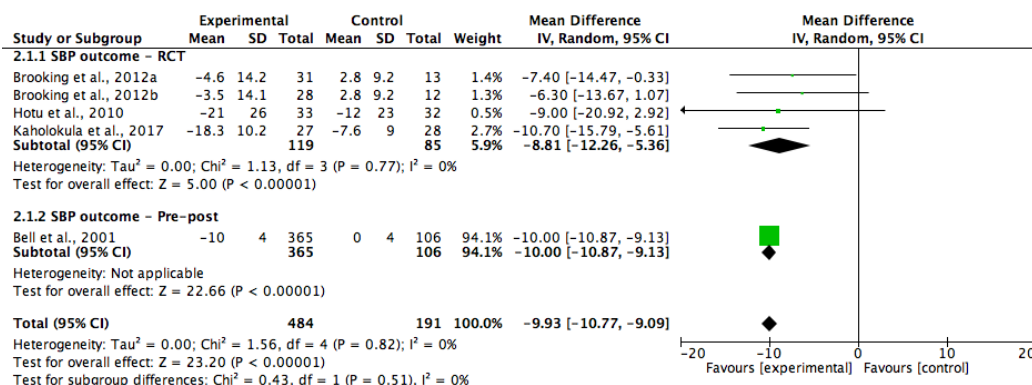 Experimental Control Mean Difference Mean Difference
Study or Subgroup Mean SD Total Mean SD Total Weight IV, Random, 95% CI IV, Random, 95% CI
2.1.1 SBP outcome – RCT
Brooking et al., 2012a −4.6 14.2 31 2.8 9.2 13 1.4% −7.40 [−14.47, −0.33]
Brooking et al., 2012b −3.5 14.1 28 2.8 9.2 12 1.3% −6.30 [−13.67, 1.07]
Hotu et al., 2010 −21 26 33 −12 23 32 0.5% −9.00 [−20.92, 2.92]
Kaholokula et al., 2017 −18.3 10.2 27 −7.6 9 28 2.7% −10.70 [−15.79, −5.61]
Subtotal (95% CI) 119 85 5.9% −8.81 [−12.26, −5.36]
Heterogeneity: Tau² = 0.00; Chi² = 1.13, df = 3 (P = 0.77); I² = 0%
Test for overall effect: Z = 5.00 (P < 0.00001)
2.1.2 SBP outcome – Pre-post
Bell et al., 2001 −10 4 365 0 4 106 94.1% −10.00 [−10.87, −9.13]
Subtotal (95% CI) 365 106 94.1% −10.00 [−10.87, −9.13]
Heterogeneity: Not applicable
Test for overall effect: Z = 22.66 (P < 0.00001)
Total (95% CI) 484 191 100.0% −9.93 [−10.77, −9.09]
Heterogeneity: Tau² = 0.00; Chi² = 1.56, df = 4 (P = 0.82); I² = 0%
Test for overall effect: Z = 23.20 (P < 0.00001)
Test for subgroup differences: Chi² = 0.43, df = 1 (P = 0.51), I² = 0%
−20 −10 0 10 20
Favours [experimental] Favours [control]